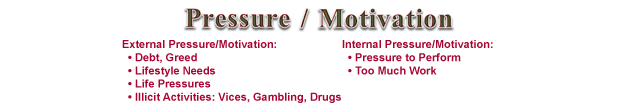 Pressure / Motivation
External Pressure/Motivation:
• Debt, Greed
• Lifestyle Needs
• Life Pressures
• Illicit Activities: Vices, Gambling, Drugs
Internal Pressure/Motivation:
• Pressure to Perform
• Too Much Work